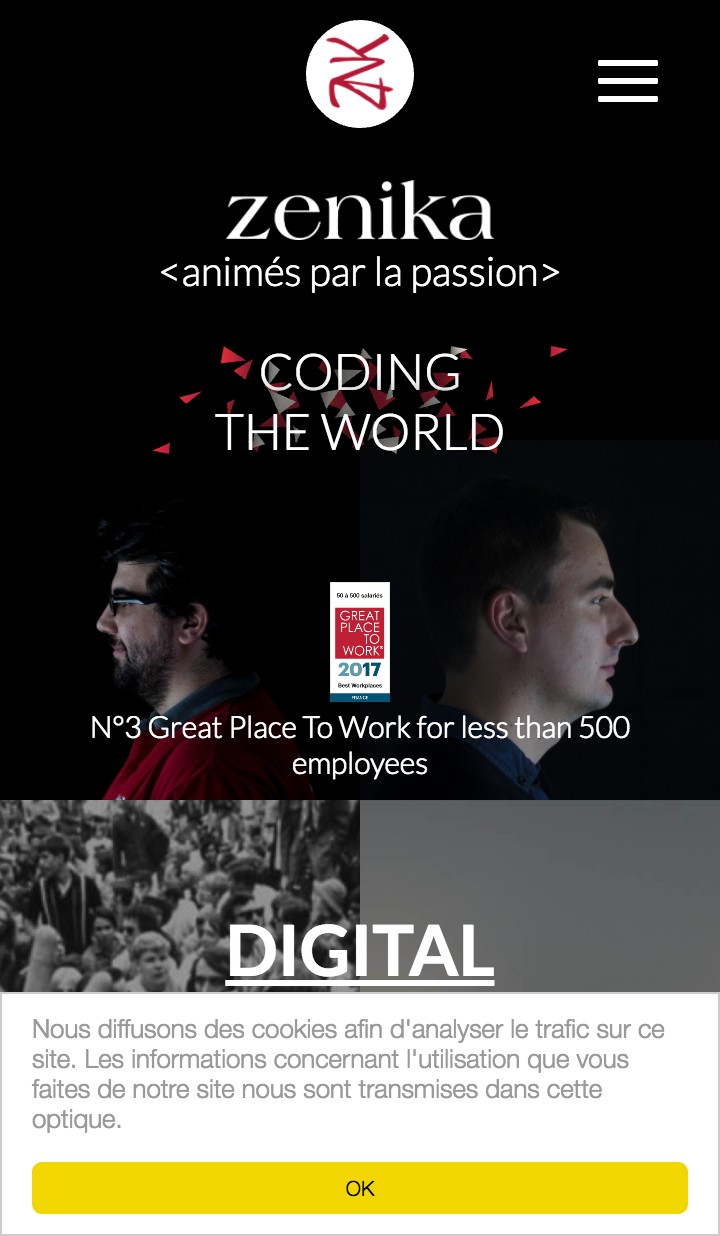 zenika
<animés par la passion>
CODING
THE WORLD
50 à 500 salariés
GREAT
PLACE
TO
WORK®
2017
Best Workplaces
FRANCE
N°3 Great Place To Work for less than 500
employees
DIGITAL
Nous diffusons des cookies afin d'analyser le trafic sur ce
site. Les informations concernant l'utilisation que vous
faites de notre site nous sont transmises dans cette
optique.
OK